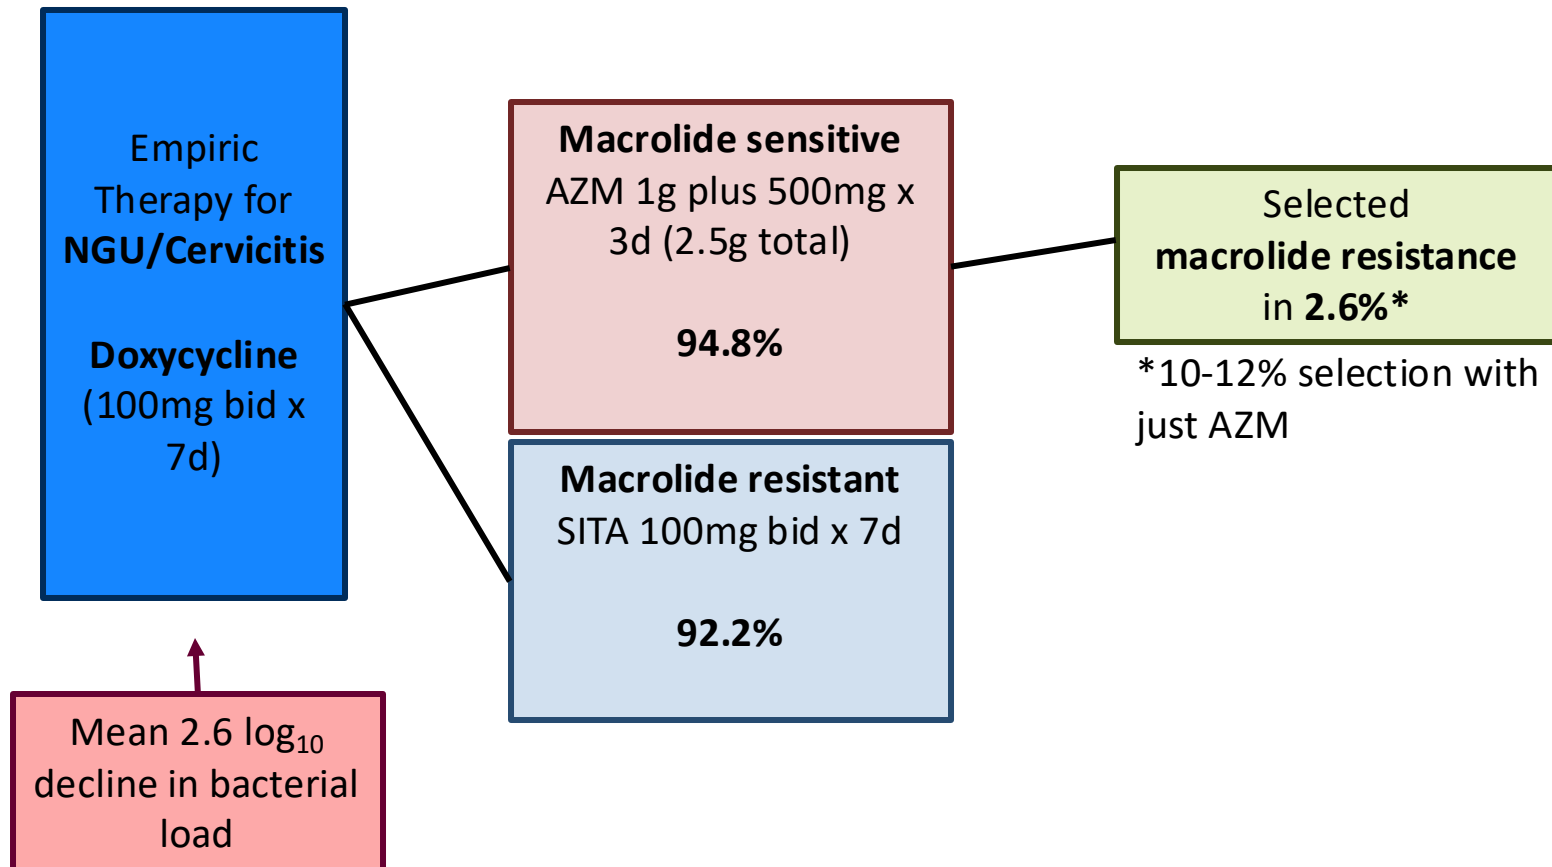 Empiric
Therapy for
NGU/Cervicitis
Doxycycline
(100mg bid x
7d)
Mean 2.6 log₁₀
decline in bacterial
load
Macrolide sensitive
AZM 1g plus 500mg x
3d (2.5g total)
94.8%
Macrolide resistant
SITA 100mg bid x 7d
92.2%
Selected
macrolide resistance
in 2.6%*
*10-12% selection with
just AZM